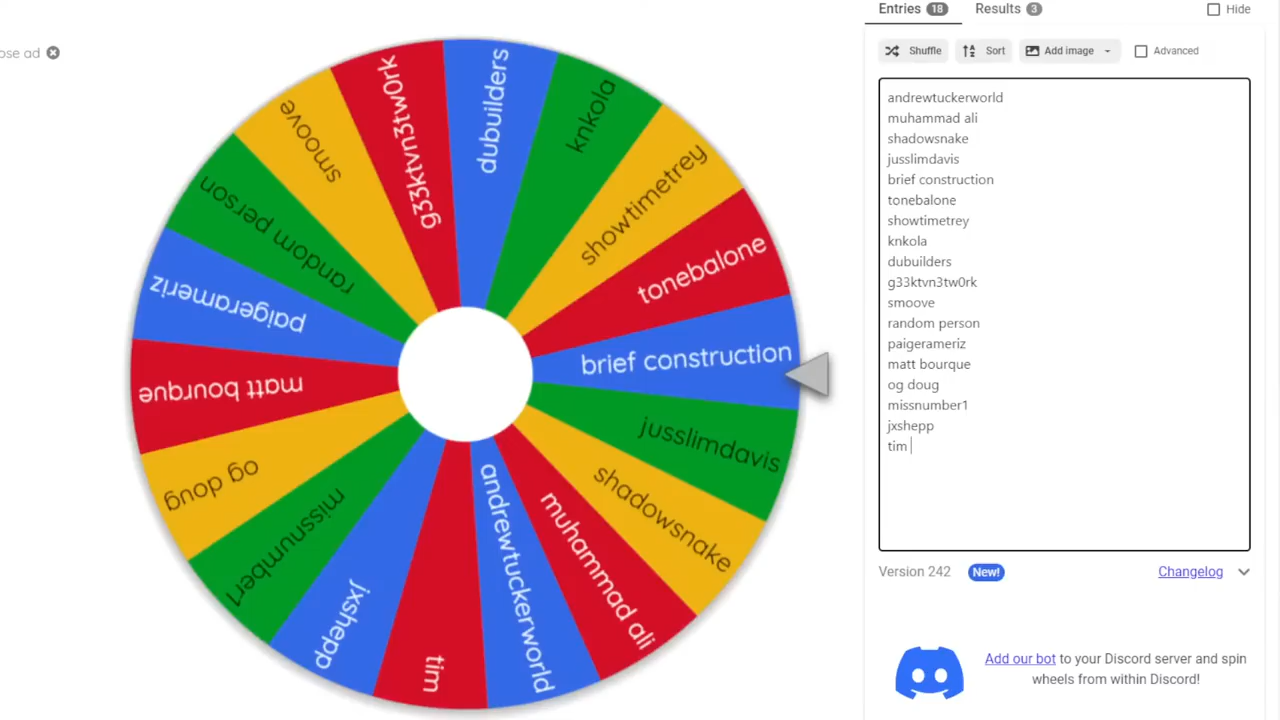 ose ad
dubuilders
g33ktvn3tw0rk
knkola
smoove
showtimetrey
random person
tonebalone
paigerameriz
brief construction
matt bourque
jusslimdavis
og doug
shadowsnake
missnumber1
muhammad ali
jxshepp
andrewtuckerworld
tim
Entries 18 Results 3 Hide
Shuffle Sort Add image Advanced
andrewtuckerworld
muhammad ali
shadowsnake
jusslimdavis
brief construction
tonebalone
showtimetrey
knkola
dubuilders
g33ktvn3tw0rk
smoove
random person
paigerameriz
matt bourque
og doug
missnumber1
jxshepp
tim
Version 242 New! Changelog
Add our bot to your Discord server and spin
wheels from within Discord!